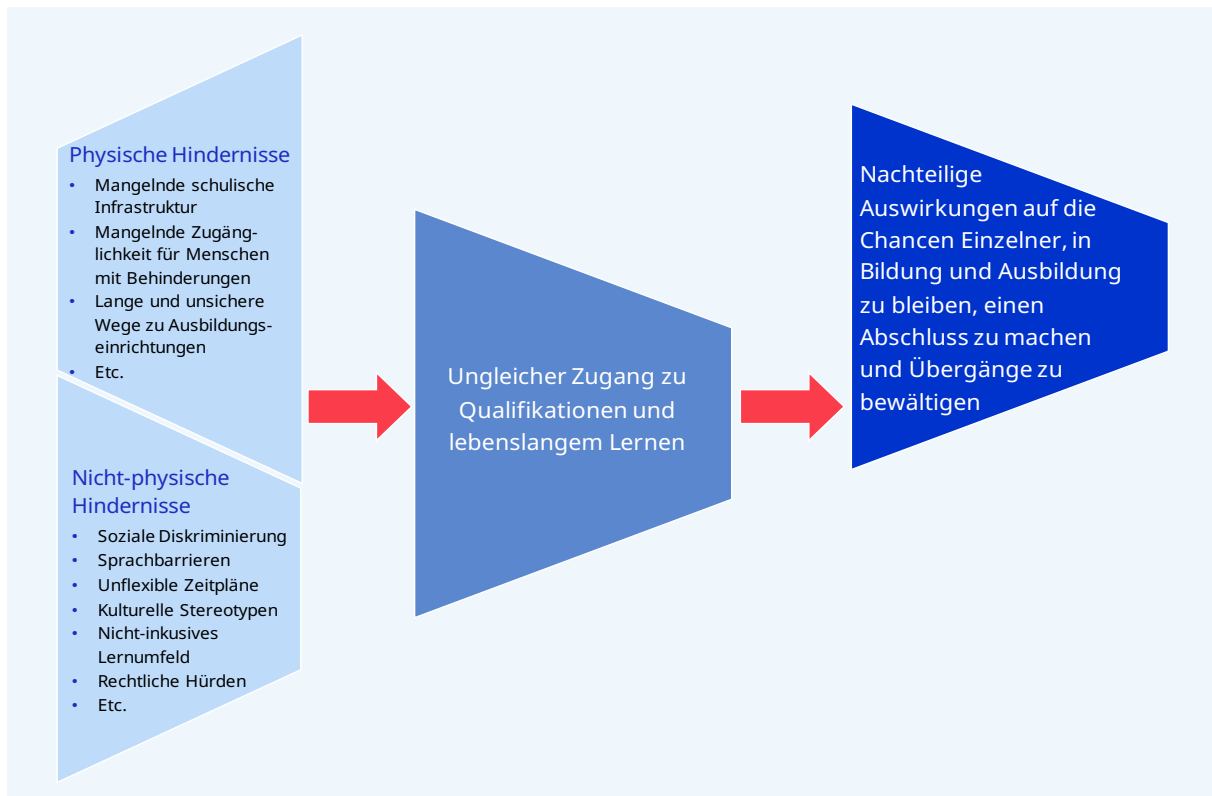 Physische Hindernisse
• Mangelnde schulische
Infrastruktur
• Mangelnde Zugäng-
lichkeit für Menschen
mit Behinderungen
• Lange und unsichere
Wege zu Ausbildungs-
einrichtungen
• Etc.
Nicht-physische
Hindernisse
• Soziale Diskriminierung
• Sprachbarrieren
• Unflexible Zeitpläne
• Kulturelle Stereotypen
• Nicht-inkusives
Lernumfeld
• Rechtliche Hürden
• Etc.
Ungleicher Zugang zu
Qualifikationen und
lebenslangem Lernen
Nachteilige
Auswirkungen auf die
Chancen Einzelner, in
Bildung und Ausbildung
zu bleiben, einen
Abschluss zu machen
und Übergänge zu
bewältigen